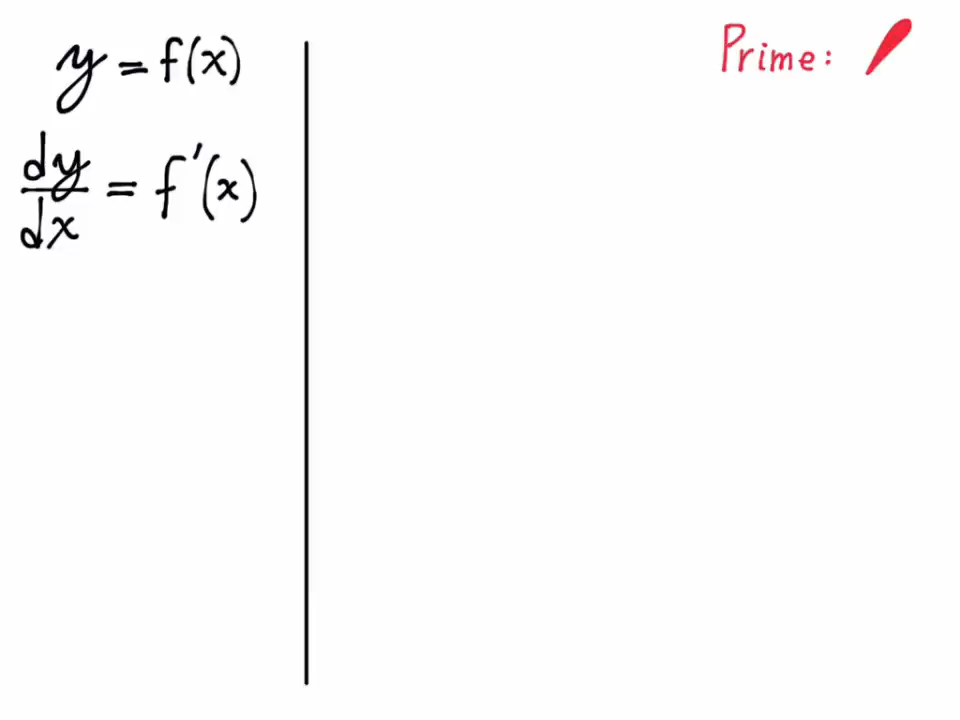 y = f(x)
dy/dx = f'(x)
Prime: ′